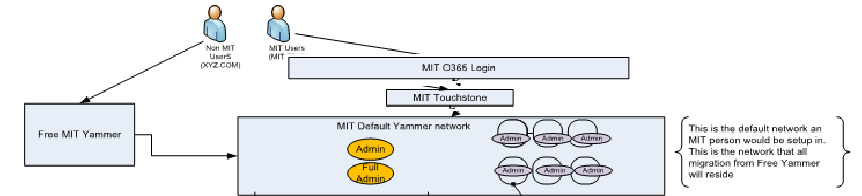 Non MIT
UserS
(XYZ.COM)
MIT Users
(MIT
MIT O365 Login
MIT Touchstone
Free MIT Yammer
MIT Default Yammer network
Admin
Full
Admin
Admin
Admin
Admin
Admin
Admin
Admin
This is the default network an
MIT person would be setup in.
This is the network that all
migration from Free Yammer
will reside